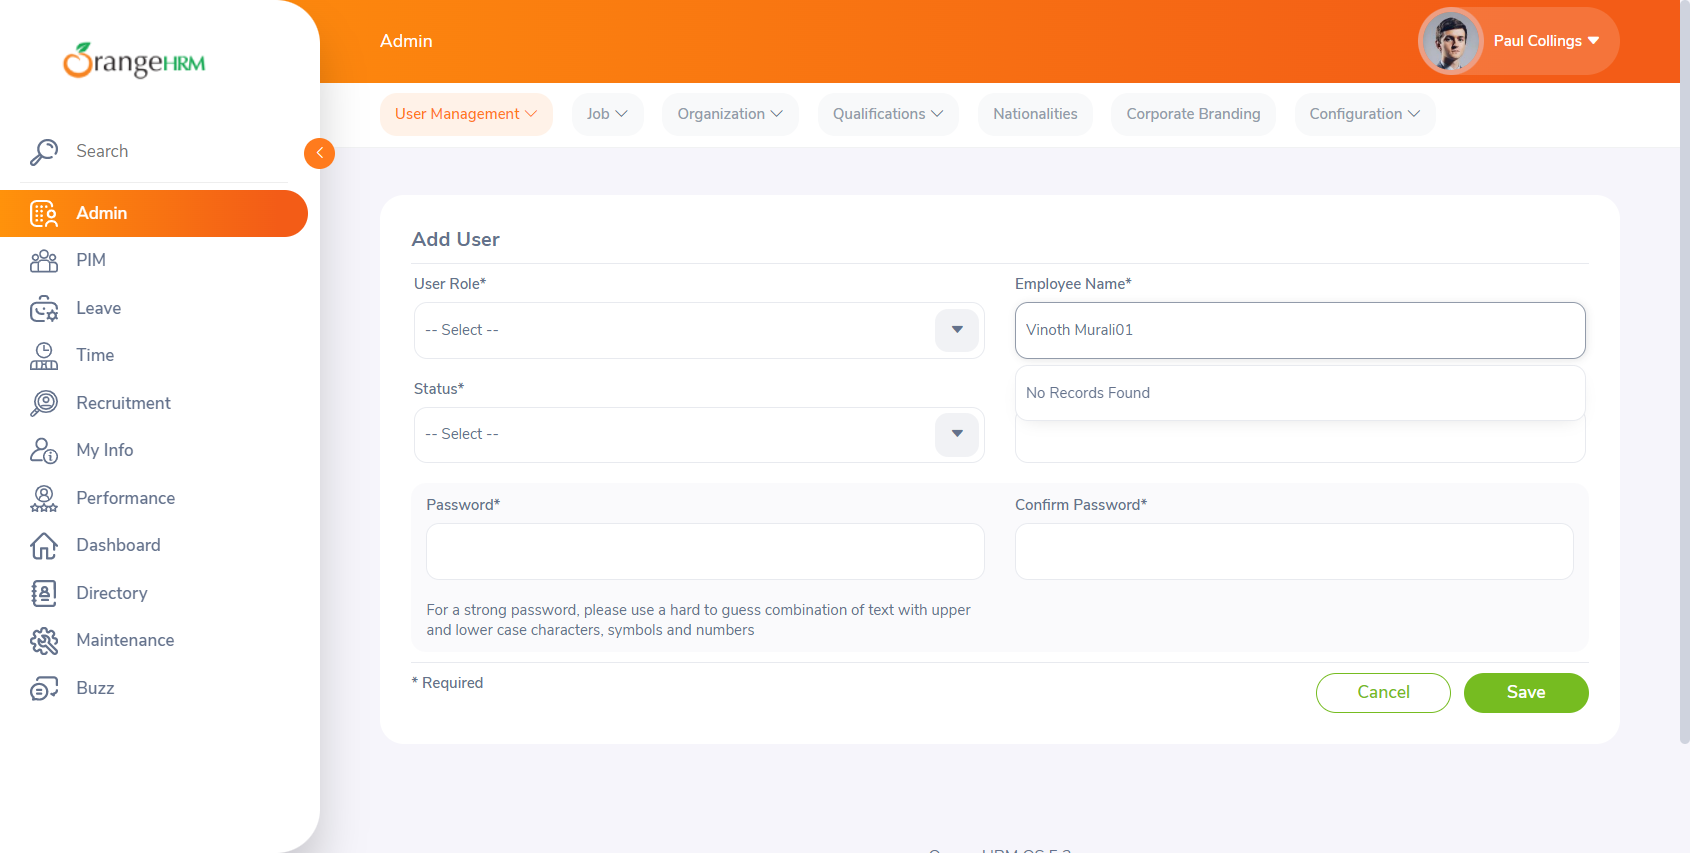 OrangeHRM
Search
Admin
PIM
Leave
Time
Recruitment
My Info
Performance
Dashboard
Directory
Maintenance
Buzz
Admin
Paul Collings
User Management
Job
Organization
Qualifications
Nationalities
Corporate Branding
Configuration
Add User
User Role*
-- Select --
Employee Name*
Vinoth Murali01
No Records Found
Status*
-- Select --
Password*
Confirm Password*
For a strong password, please use a hard to guess combination of text with upper
and lower case characters, symbols and numbers
* Required
Cancel
Save